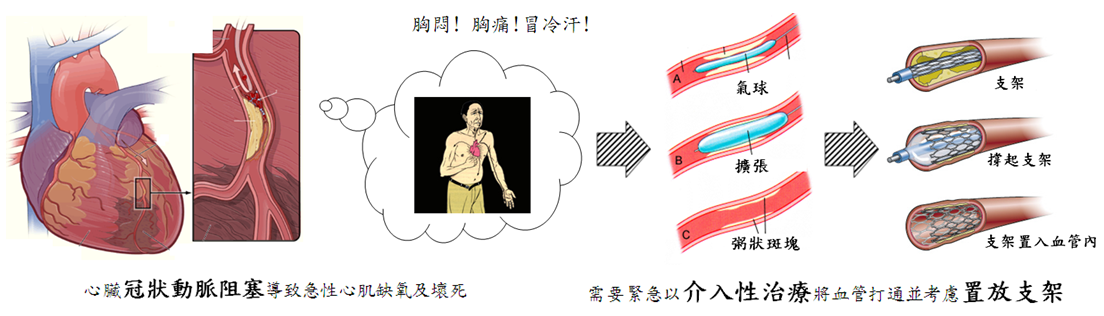 胸悶！胸痛！冒冷汗！
A
氣球
B
擴張
C
粥狀斑塊
支架
撐起支架
支架置入血管內
心臟冠狀動脈阻塞導致急性心肌缺氧及壞死
需要緊急以介入性治療將血管打通並考慮置放支架